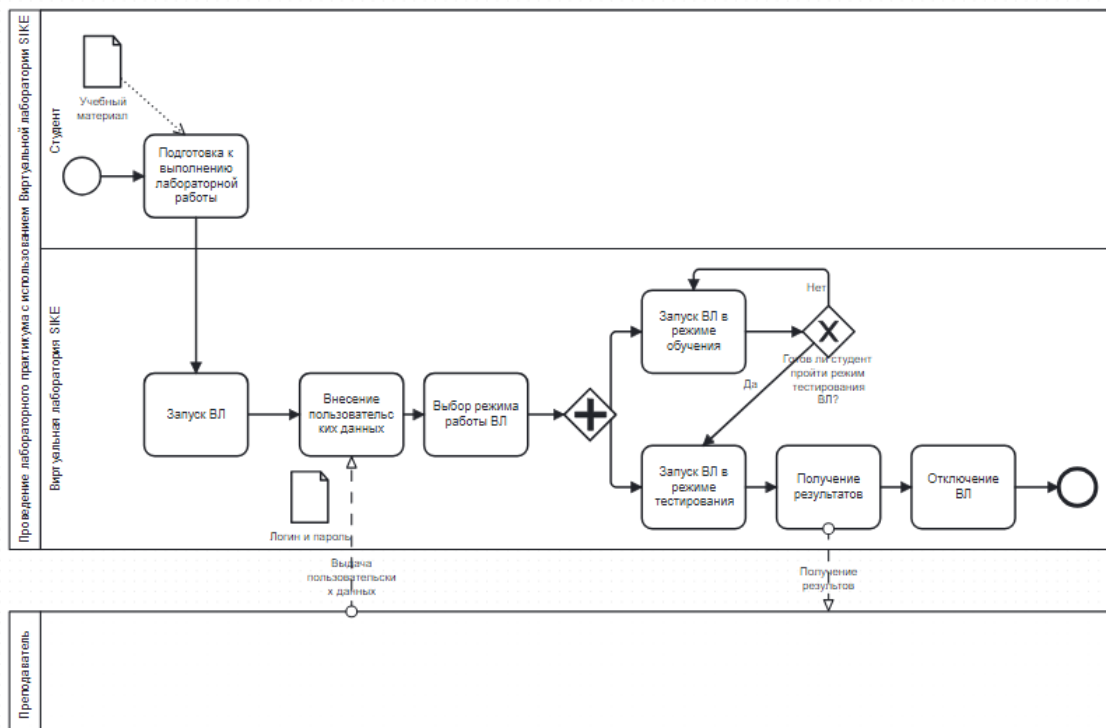 Проведение лабораторного практикума с использованием Виртуальной лаборатории SIKE
Студент
Учебный
материал
Подготовка к
выполнению
лабораторной
работы
Виртуальная лаборатория SIKE
Запуск ВЛ
Внесение
пользовательс
ких данных
Выбор режима
работы ВЛ
Запуск ВЛ в
режиме
обучения
Нет
Готов ли студент
пройти режим
тестирования
ВЛ?
Да
Запуск ВЛ в
режиме
тестирования
Получение
результатов
Отключение
ВЛ
Логин и пароль
Выдача
пользовательски
х данных
Получение
результов
Преподаватель